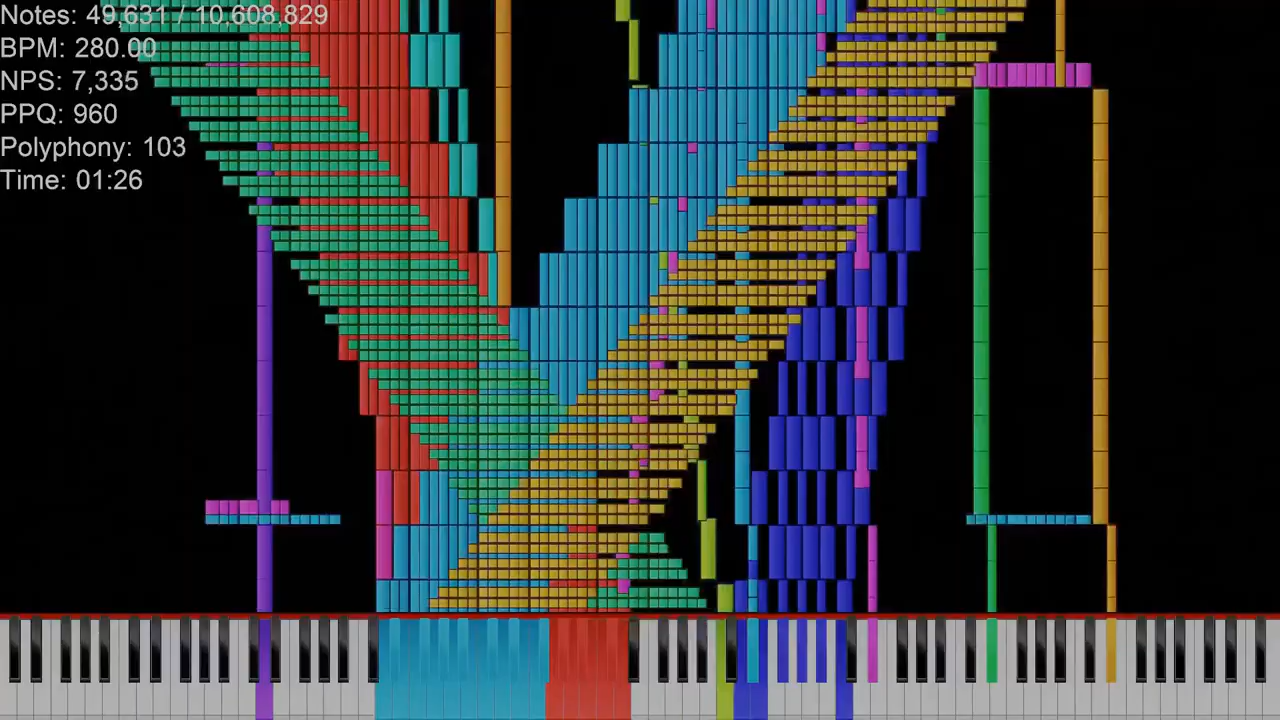 Notes: 49,631 / 10,608,829
BPM: 280.00
NPS: 7,335
PPQ: 960
Polyphony: 103
Time: 01:26